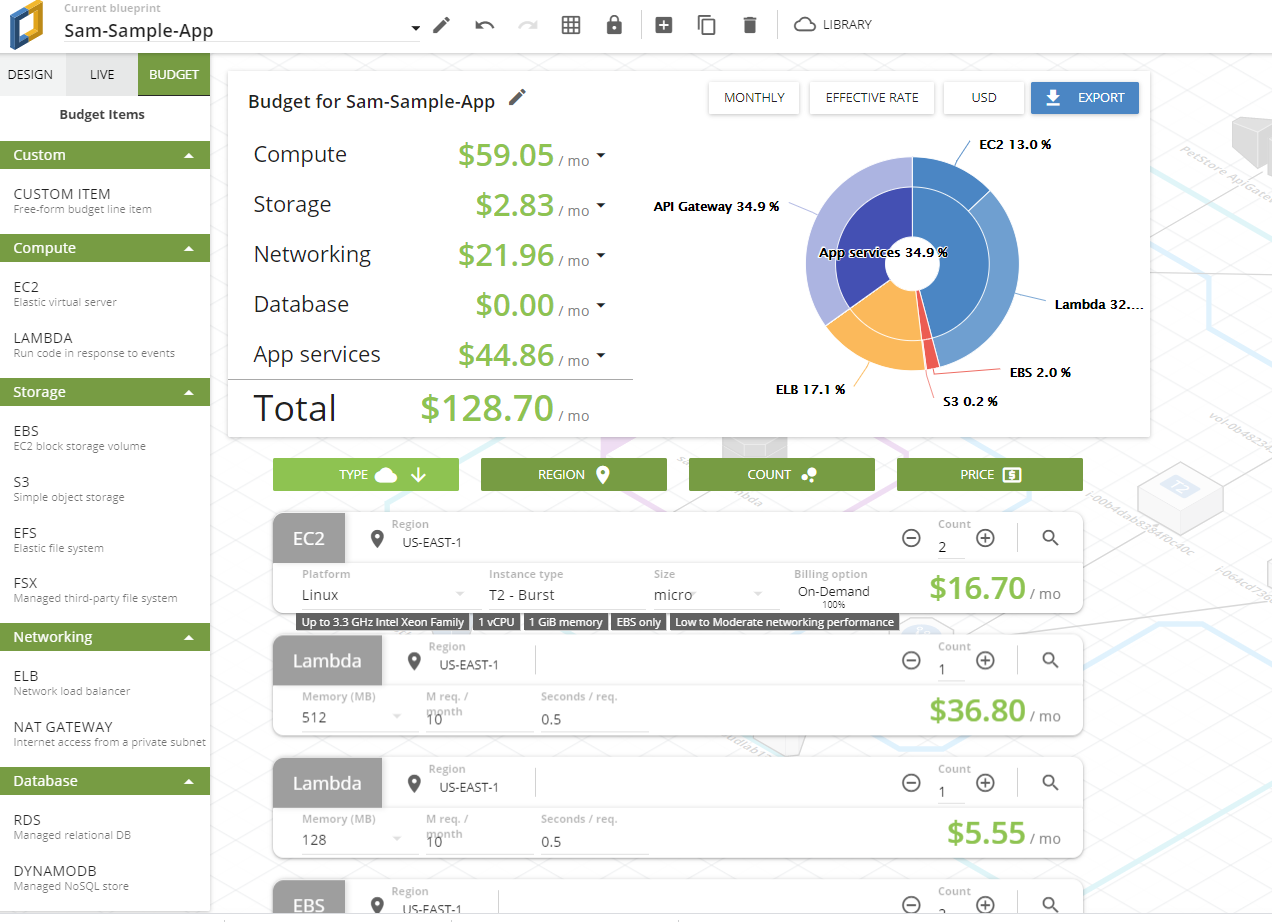 Current blueprint
Sam-Sample-App
LIBRARY
DESIGN LIVE BUDGET
Budget Items
Custom
CUSTOM ITEM
Free-form budget line item
Compute
EC2
Elastic virtual server
LAMBDA
Run code in response to events
Storage
EBS
EC2 block storage volume
S3
Simple object storage
EFS
Elastic file system
FSX
Managed third-party file system
Networking
ELB
Network load balancer
NAT GATEWAY
Internet access from a private subnet
Database
RDS
Managed relational DB
DYNAMODB
Managed NoSQL store
Budget for Sam-Sample-App
MONTHLY EFFECTIVE RATE USD EXPORT
Compute $59.05 / mo
Storage $2.83 / mo
Networking $21.96 / mo
Database $0.00 / mo
App services $44.86 / mo
Total $128.70 / mo
EC2 13.0 %
API Gateway 34.9 %
App services 34.9 %
Lambda 32....
EBS 2.0 %
ELB 17.1 %
S3 0.2 %
TYPE REGION COUNT PRICE
EC2
Region
US-EAST-1
Count
2
Platform Instance type Size Billing option
Linux T2 - Burst micro On-Demand
100%
$16.70 / mo
Up to 3.3 GHz Intel Xeon Family 1 vCPU 1 GiB memory EBS only Low to Moderate networking performance
Lambda
Region
US-EAST-1
Count
1
Memory (MB) M req. / month Seconds / req.
512 10 0.5
$36.80 / mo
Lambda
Region
US-EAST-1
Count
1
Memory (MB) M req. / month Seconds / req.
128 10 0.5
$5.55 / mo
EBS
Region
US-EAST-1
Count
T2